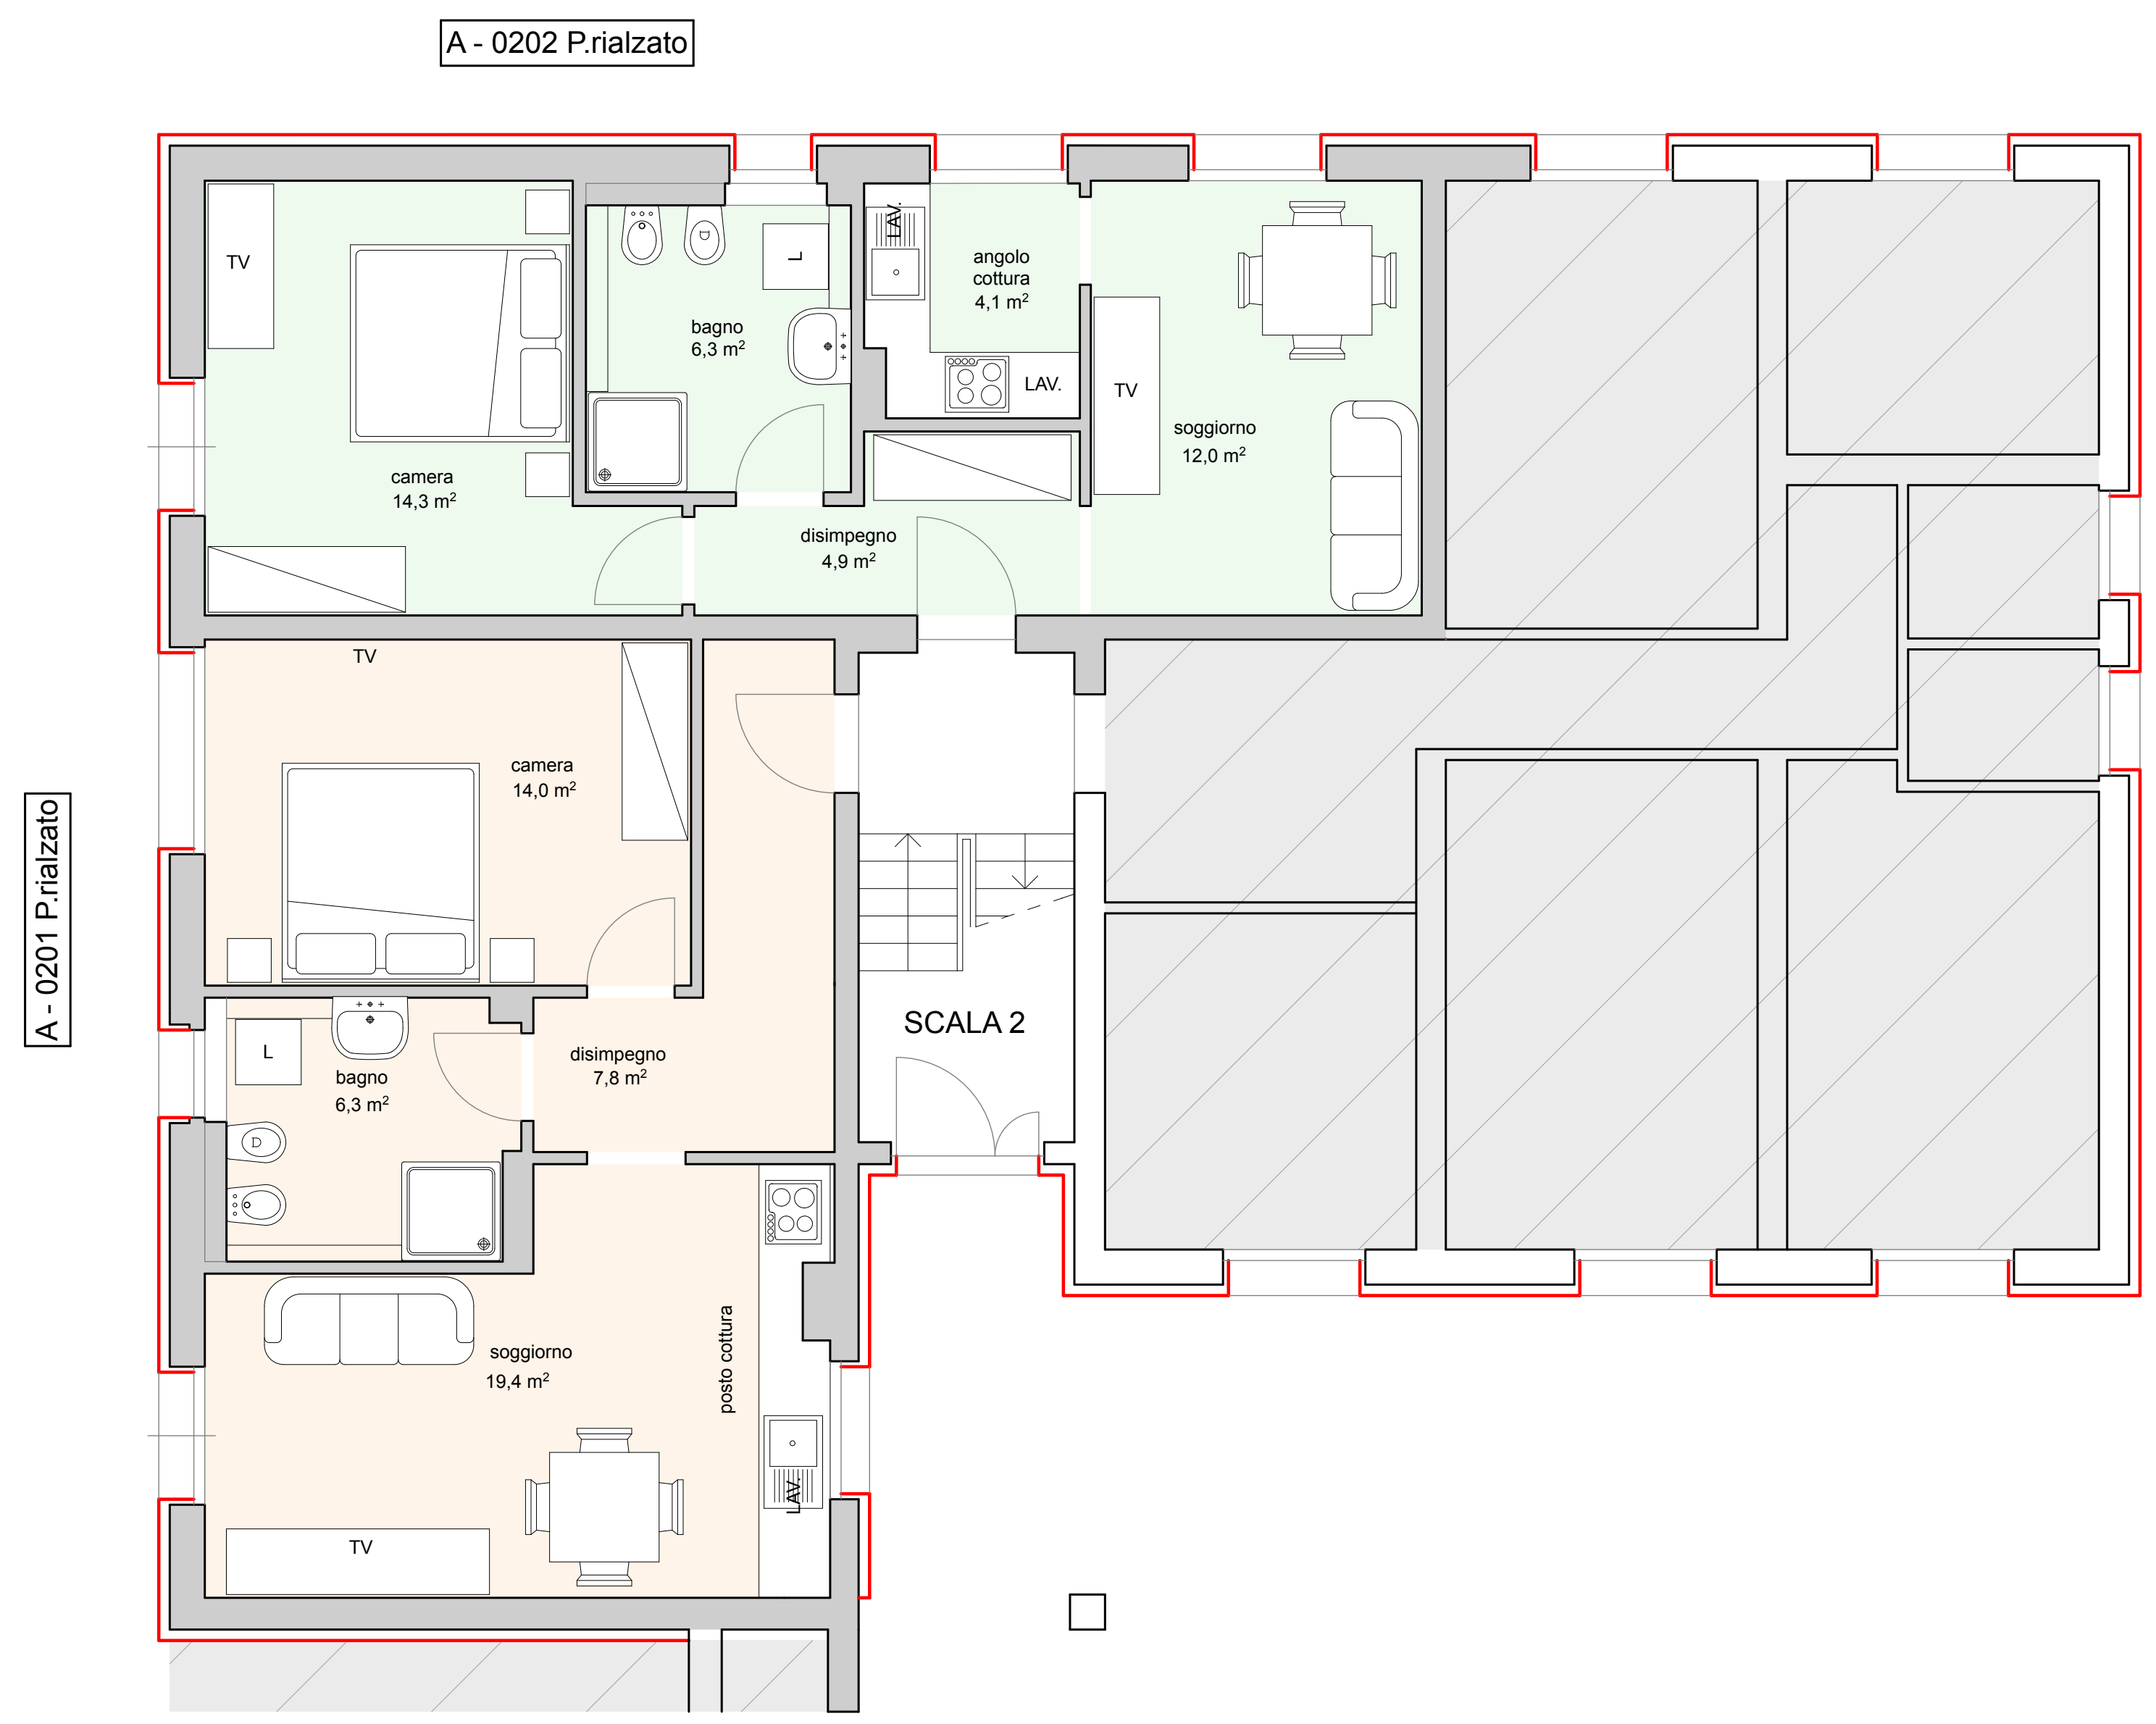 A - 0202 P.rialzato
TV
camera
14,3 m²
bagno
6,3 m²
D
L
LAV.
angolo
cottura
4,1 m²
LAV.
TV
soggiorno
12,0 m²
disimpegno
4,9 m²
A - 0201 P.rialzato
TV
camera
14,0 m²
L
bagno
6,3 m²
D
disimpegno
7,8 m²
SCALA 2
soggiorno
19,4 m²
posto cottura
LAV.
TV